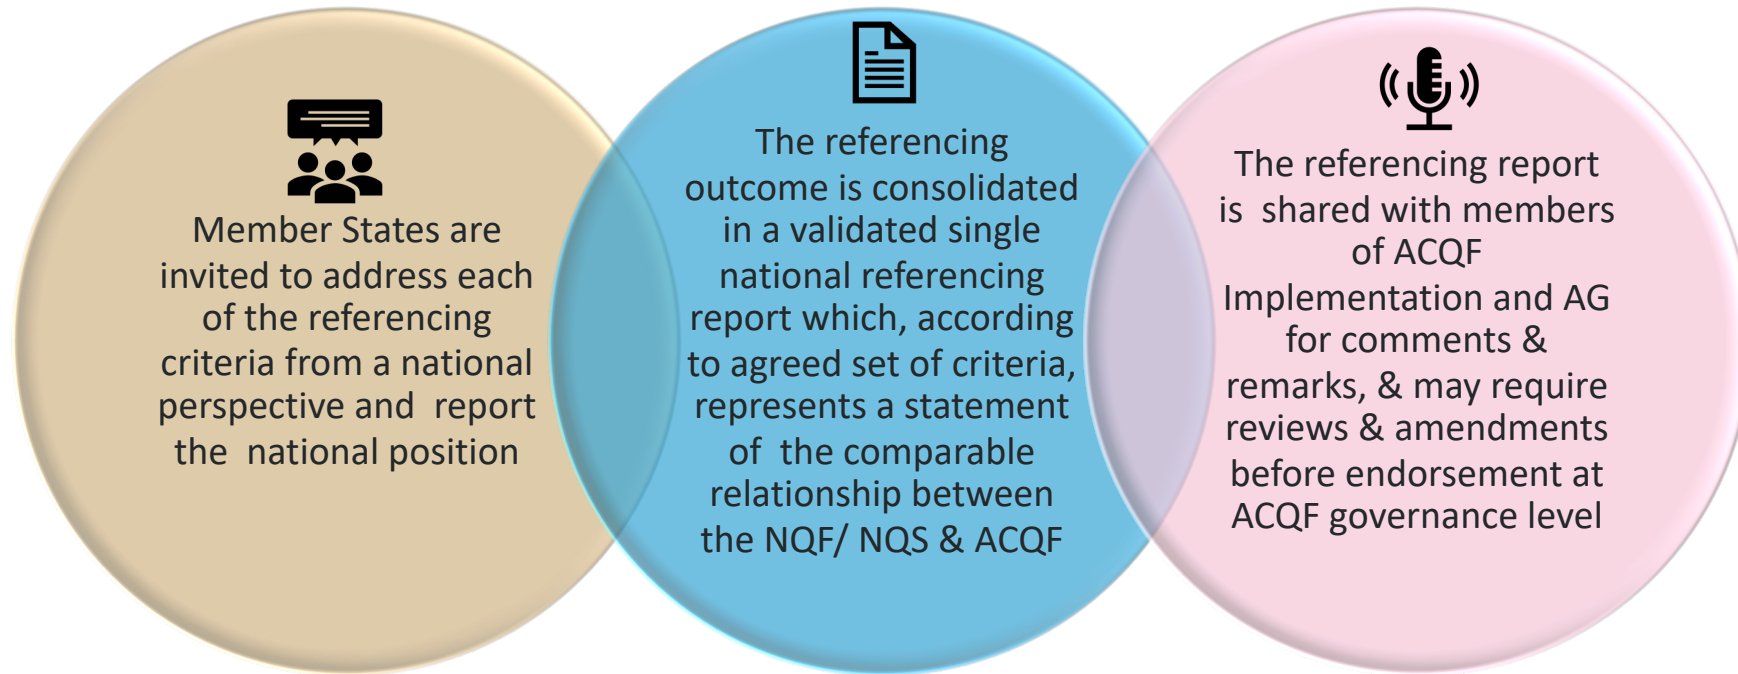 Member States are
invited to address each
of the referencing
criteria from a national
perspective and  report
the  national position
The referencing
outcome is consolidated
in a validated single
national referencing
report which, according
to agreed set of criteria,
represents a statement
of  the comparable
relationship between
the NQF/ NQS & ACQF
The referencing report
is  shared with members
of ACQF
Implementation and AG
for comments &
remarks, & may require
reviews & amendments
before endorsement at
ACQF governance level